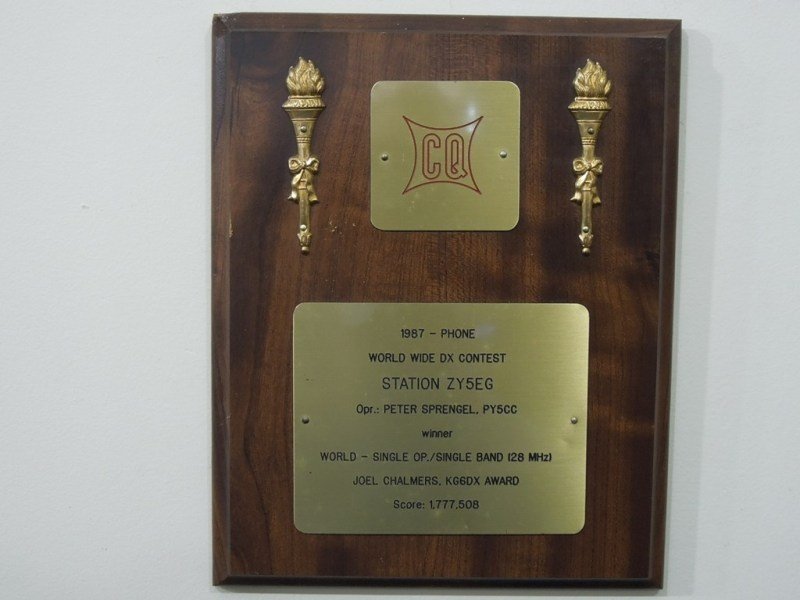 CQ
1987 - PHONE
WORLD WIDE DX CONTEST
STATION ZY5EG
Opr.: PETER SPRENGEL, PY5CC
winner
WORLD - SINGLE OP./SINGLE BAND (28 MHz)
JOEL CHALMERS, KG6DX AWARD
Score: 1,777,508